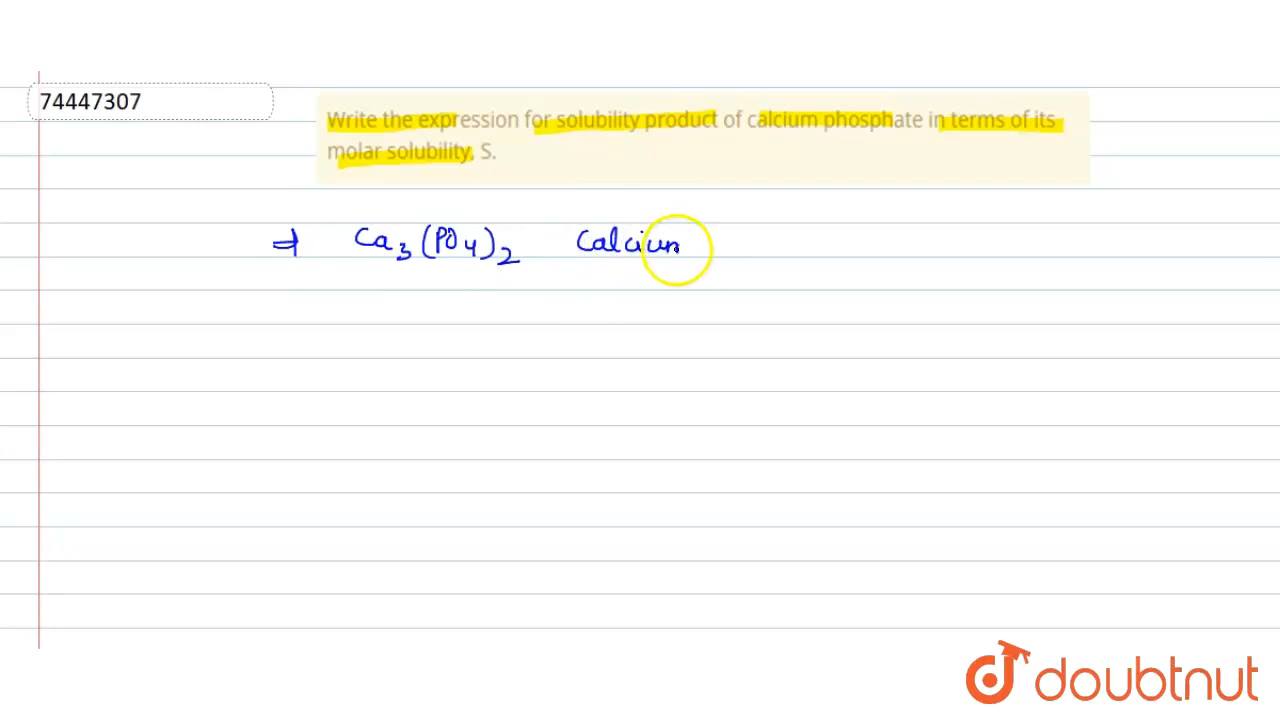 74447307
Write the expression for solubility product of calcium phosphate in terms of its
molar solubility, S.
⇒ Ca₃(PO₄)₂ Calcium
doubtnut